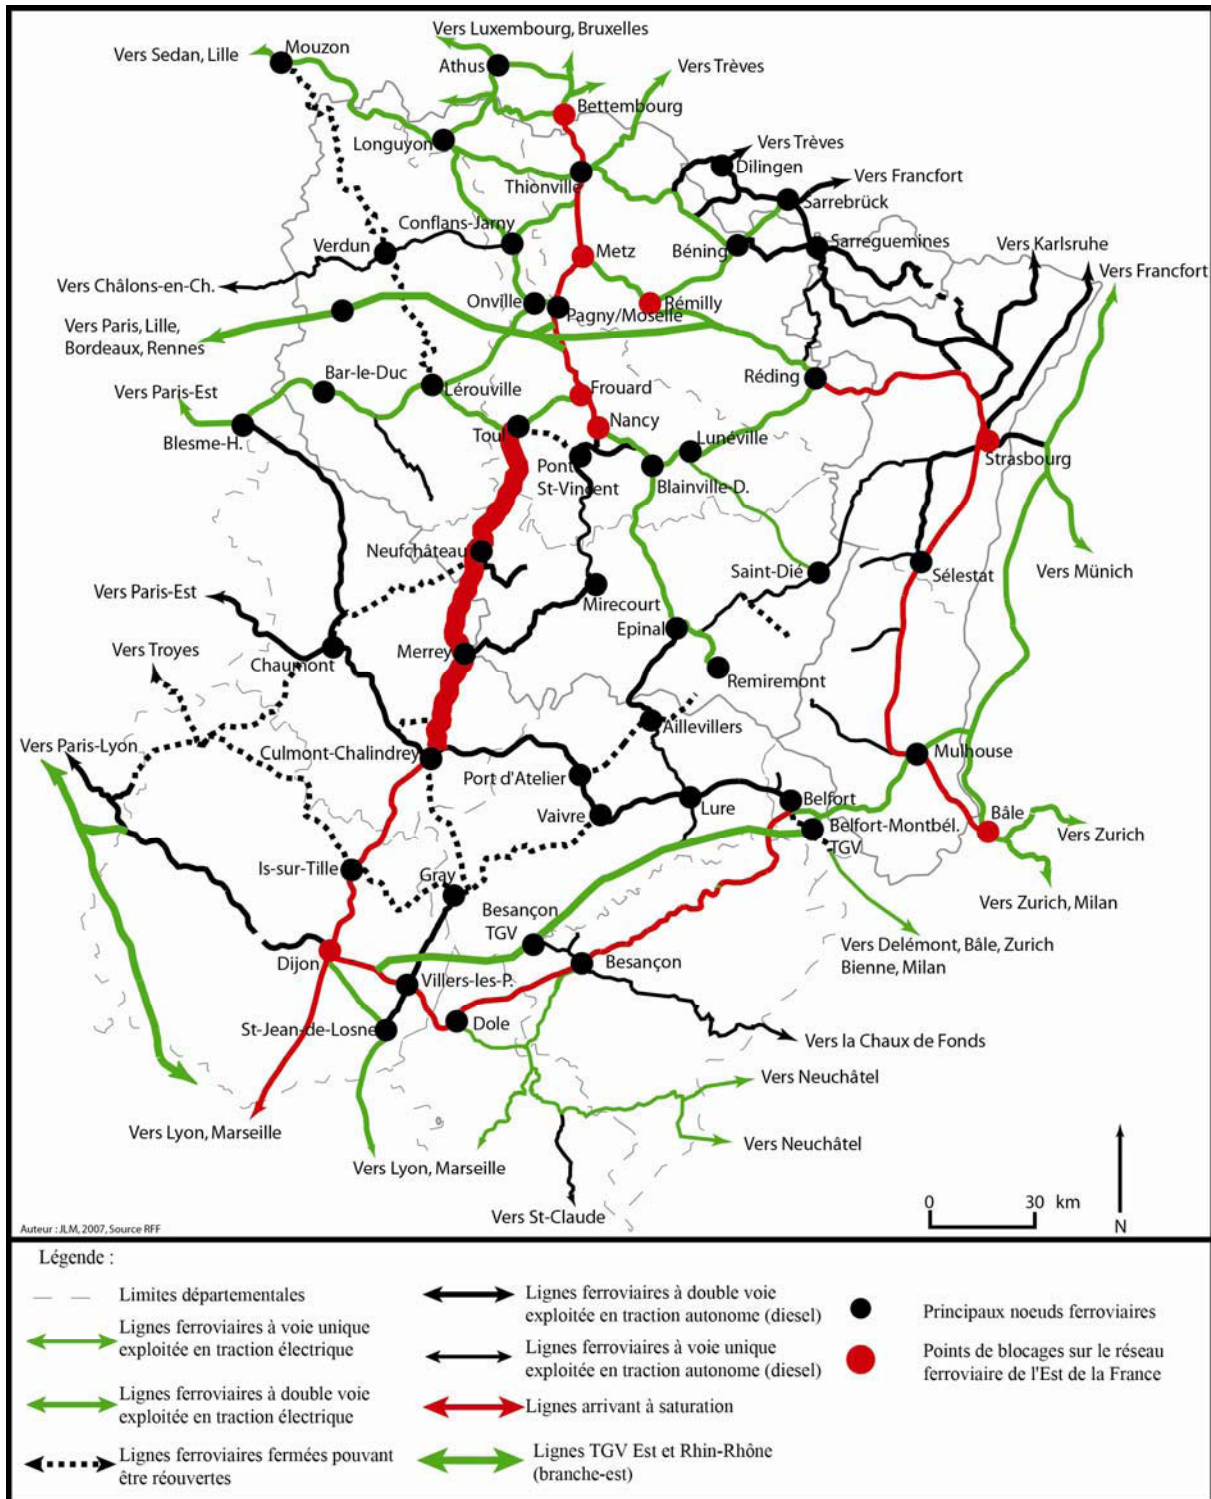 Vers Luxembourg, Bruxelles
Vers Sedan, Lille
Mouzon
Athus
Vers Trèves
Bettembourg
Longuyon
Vers Trèves
Dilingen
Thionville
Vers Francfort
Sarrebrück
Conflans-Jarny
Verdun
Metz
Béning
Sarreguemines
Vers Karlsruhe
Vers Francfort
Vers Châlons-en-Ch.
Onville
Pagny/Moselle
Rémilly
Vers Paris, Lille,
Bordeaux, Rennes
Bar-le-Duc
Lérouville
Frouard
Réding
Vers Paris-Est
Blesme-H.
Toul
Nancy
Lunéville
Strasbourg
Pont
St-Vincent
Blainville-D.
Neufchâteau
Saint-Dié
Sélestat
Vers Münich
Vers Paris-Est
Mirecourt
Epinal
Vers Troyes
Chaumont
Merrey
Remiremont
Aillevillers
Vers Paris-Lyon
Culmont-Chalindrey
Mulhouse
Port d'Atelier
Vaivre
Lure
Belfort
Bâle
Belfort-Montbél.
TGV
Vers Zurich
Is-sur-Tille
Gray
Vers Zurich, Milan
Besançon
TGV
Vers Delémont, Bâle, Zurich
Bienne, Milan
Dijon
Besançon
Villers-les-P.
St-Jean-de-Losne
Dole
Vers la Chaux de Fonds
Vers Neuchâtel
Vers Lyon, Marseille
Vers Neuchâtel
Vers Lyon, Marseille
Vers St-Claude
0 30 km
N
Auteur : JLM, 2007, Source RFF
Légende :
Limites départementales
Lignes ferroviaires à voie unique
exploitée en traction électrique
Lignes ferroviaires à double voie
exploitée en traction électrique
Lignes ferroviaires fermées pouvant
être réouvertes
Lignes ferroviaires à double voie
exploitée en traction autonome (diesel)
Lignes ferroviaires à voie unique
exploitée en traction autonome (diesel)
Lignes arrivant à saturation
Lignes TGV Est et Rhin-Rhône
(branche-est)
Principaux noeuds ferroviaires
Points de blocages sur le réseau
ferroviaire de l'Est de la France